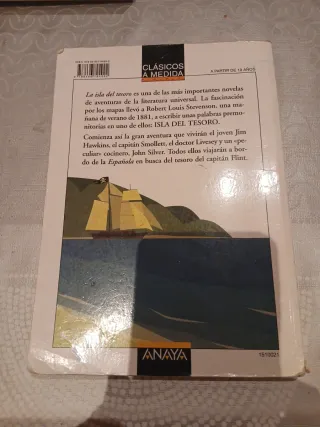 CLÁSICOS
A MEDIDA
La isla del tesoro es una de las más importantes novelas
de aventuras de la literatura universal. La fascinación
por los mapas llevó a Robert Louis Stevenson, una ma-
ñana de verano de 1881, a escribir unas palabras premo-
nitorias en uno de ellos: ISLA DEL TESORO.
Comienza así la gran aventura que vivirán el joven Jim
Hawkins, el capitán Smollett, el doctor Livesey y un «pe-
culiar» cocinero, John Silver. Todos ellos viajarán a bor-
do de la Española en busca del tesoro del capitán Flint.
ANAYA